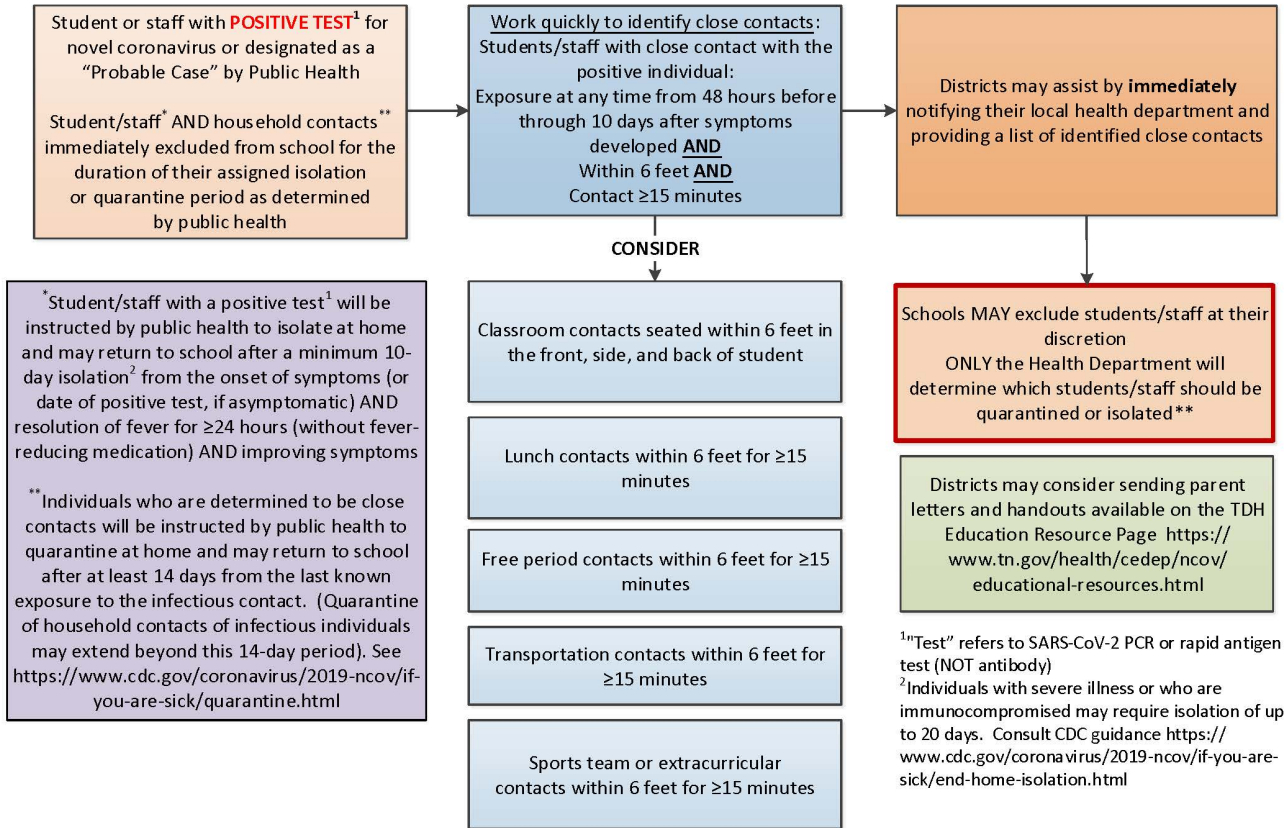 Student or staff with POSITIVE TEST¹ for
novel coronavirus or designated as a
“Probable Case” by Public Health
Student/staff* AND household contacts**
immediately excluded from school for the
duration of their assigned isolation
or quarantine period as determined
by public health
Work quickly to identify close contacts:
Students/staff with close contact with the
positive individual:
Exposure at any time from 48 hours before
through 10 days after symptoms
developed AND
Within 6 feet AND
Contact ≥15 minutes
Districts may assist by immediately
notifying their local health department and
providing a list of identified close contacts
CONSIDER
*Student/staff with a positive test¹ will be
instructed by public health to isolate at home
and may return to school after a minimum 10-
day isolation² from the onset of symptoms (or
date of positive test, if asymptomatic) AND
resolution of fever for ≥24 hours (without fever-
reducing medication) AND improving symptoms
**Individuals who are determined to be close
contacts will be instructed by public health to
quarantine at home and may return to school
after at least 14 days from the last known
exposure to the infectious contact. (Quarantine
of household contacts of infectious individuals
may extend beyond this 14-day period). See
https://www.cdc.gov/coronavirus/2019-ncov/if-
you-are-sick/quarantine.html
Classroom contacts seated within 6 feet in
the front, side, and back of student
Lunch contacts within 6 feet for ≥15
minutes
Free period contacts within 6 feet for ≥15
minutes
Transportation contacts within 6 feet for
≥15 minutes
Sports team or extracurricular
contacts within 6 feet for ≥15 minutes
Schools MAY exclude students/staff at their
discretion
ONLY the Health Department will
determine which students/staff should be
quarantined or isolated**
Districts may consider sending parent
letters and handouts available on the TDH
Education Resource Page https://
www.tn.gov/health/cedep/ncov/
educational-resources.html
¹"Test” refers to SARS-CoV-2 PCR or rapid antigen
test (NOT antibody)
²Individuals with severe illness or who are
immunocompromised may require isolation of up
to 20 days. Consult CDC guidance https://
www.cdc.gov/coronavirus/2019-ncov/if-you-are-
sick/end-home-isolation.html